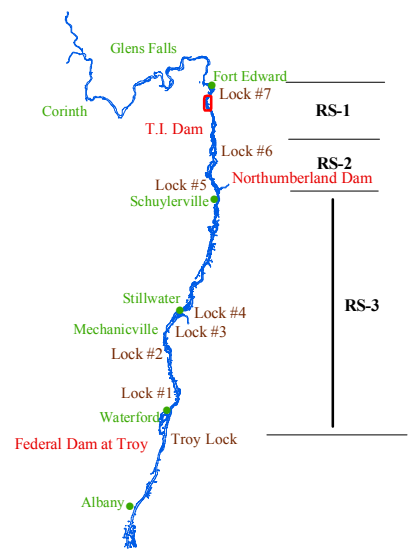 Glens Falls
Fort Edward
Lock #7
Corinth
RS-1
T.I. Dam
Lock #6
RS-2
Lock #5
Northumberland Dam
Schuylerville
Stillwater
RS-3
Lock #4
Mechanicville
Lock #3
Lock #2
Lock #1
Waterford
Federal Dam at Troy
Troy Lock
Albany